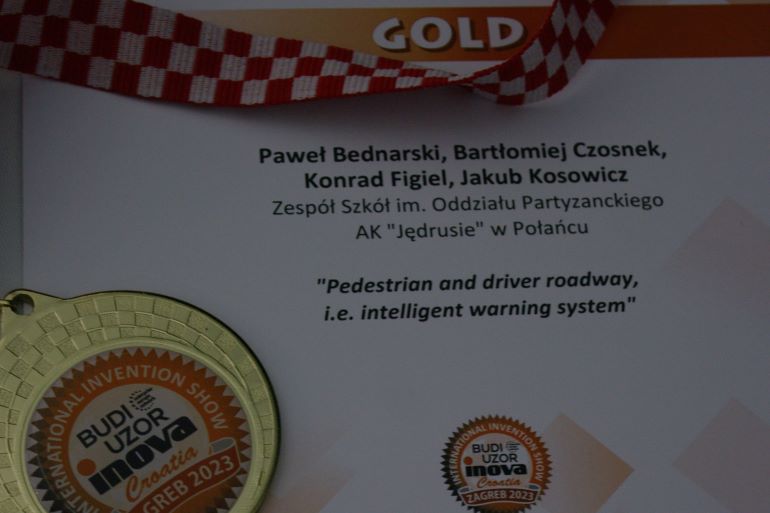 GOLD
Paweł Bednarski, Bartłomiej Czosnek,
Konrad Figiel, Jakub Kosowicz
Zespół Szkół im. Oddziału Partyzanckiego
AK "Jędrusie" w Połańcu
"Pedestrian and driver roadway,
i.e. intelligent warning system"
INTERNATIONAL INVENTION SHOW
BUDI
UZOR
inova
Croatia
ZAGREB 2023
INTERNATIONAL INVENTION SHOW
BUDI
UZOR
inova
Croatia
ZAGREB 2023